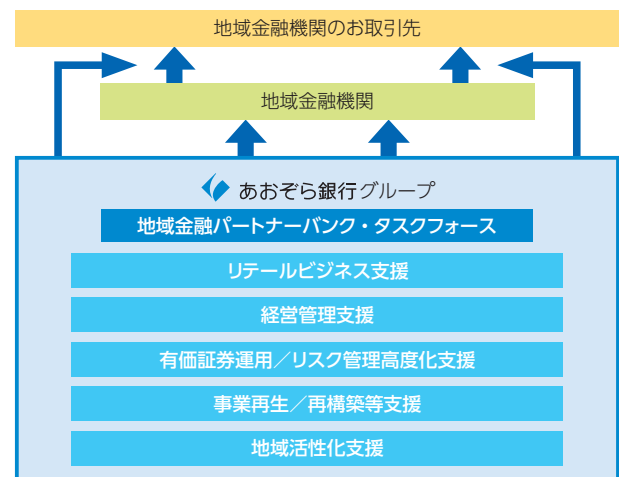 地域金融機関のお取引先
地域金融機関
あおぞら銀行グループ
地域金融パートナーバンク・タスクフォース
リテールビジネス支援
経営管理支援
有価証券運用／リスク管理高度化支援
事業再生／再構築等支援
地域活性化支援